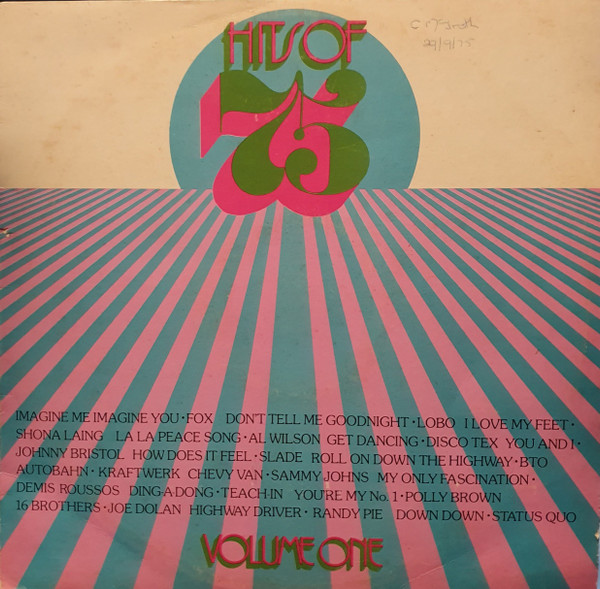 HITS OF
75
29/9/75
IMAGINE ME IMAGINE YOU • FOX DON'T TELL ME GOODNIGHT • LOBO I LOVE MY FEET •
SHONA LAING LA LA PEACE SONG • AL WILSON GET DANCING • DISCO TEX YOU AND I •
JOHNNY BRISTOL HOW DOES IT FEEL • SLADE ROLL ON DOWN THE HIGHWAY • BTO
AUTOBAHN • KRAFTWERK CHEVY VAN • SAMMY JOHNS MY ONLY FASCINATION •
DEMIS ROUSSOS DING-A-DONG • TEACH-IN YOU'RE MY No. 1 • POLLY BROWN
16 BROTHERS • JOE DOLAN HIGHWAY DRIVER • RANDY PIE DOWN DOWN • STATUS QUO
VOLUME ONE